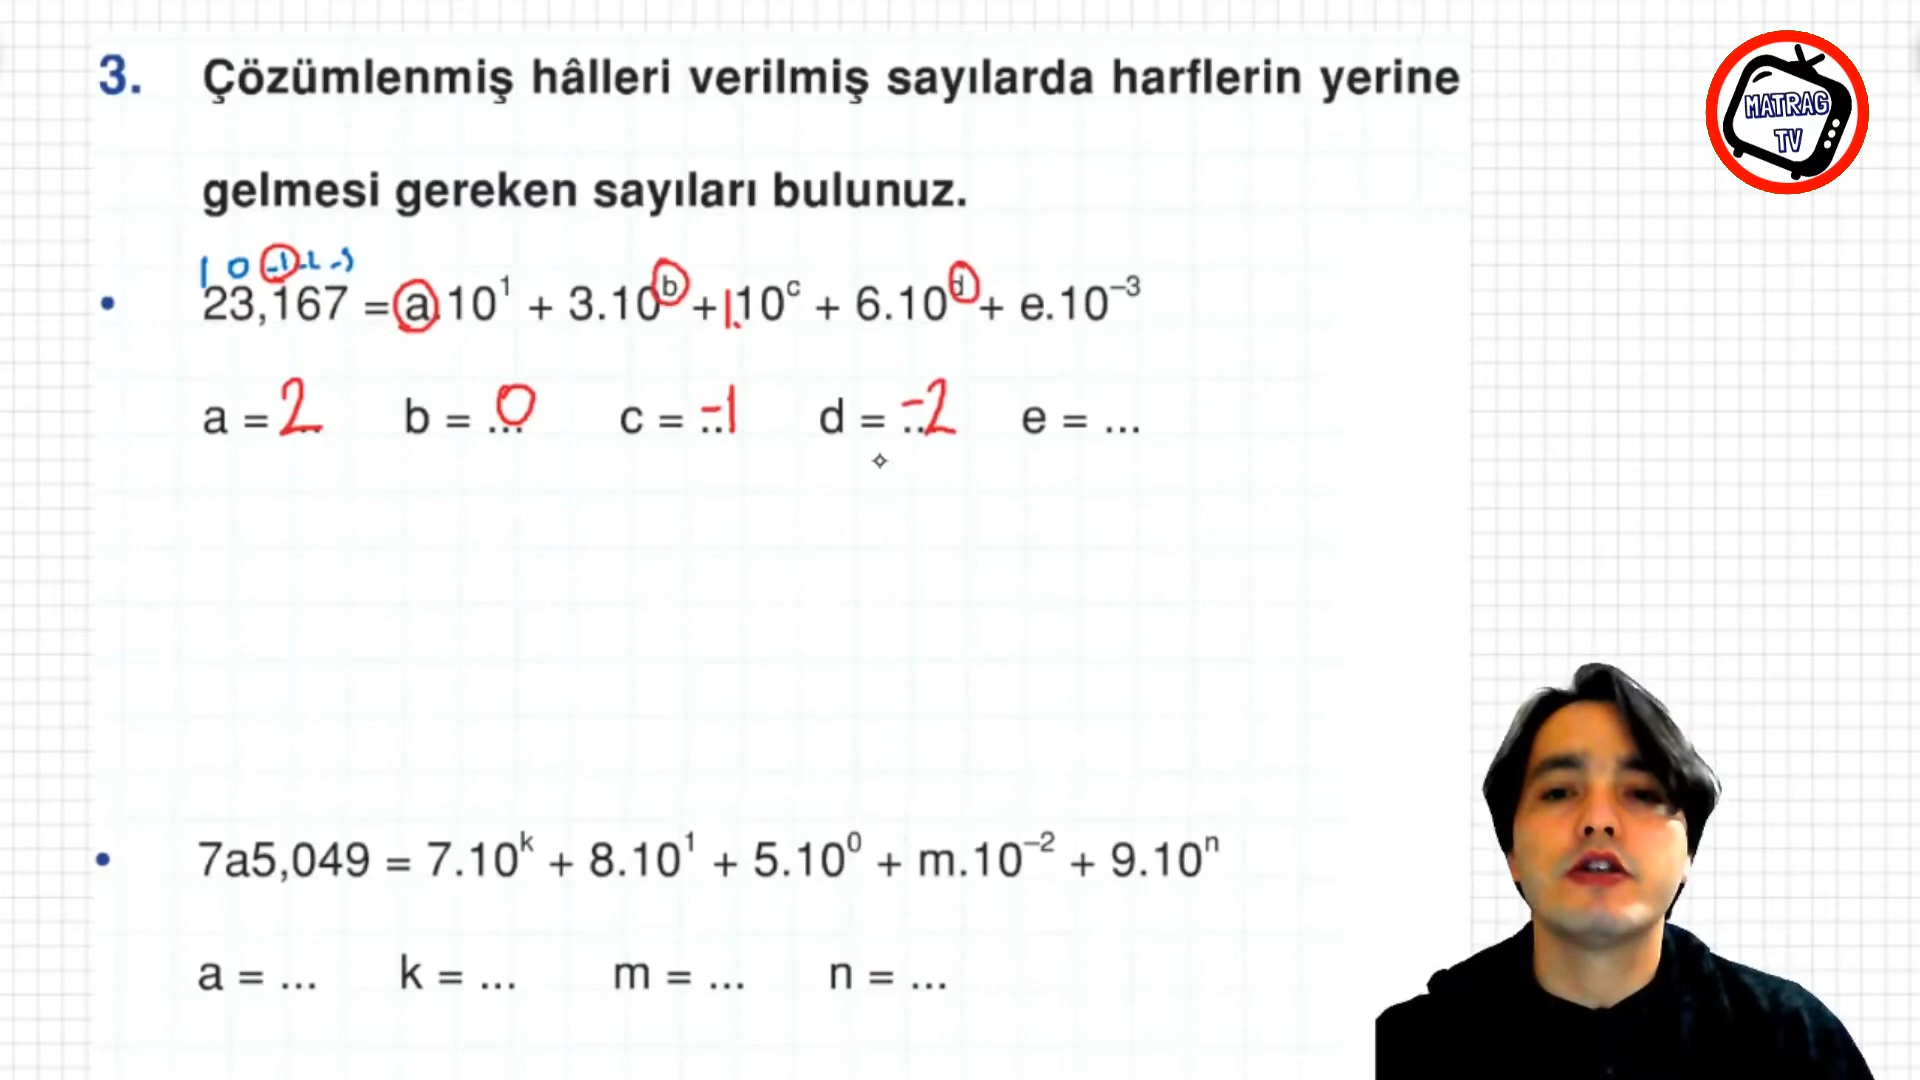 3. Çözümlenmiş hâlleri verilmiş sayılarda harflerin yerine
gelmesi gereken sayıları bulunuz.
MATRAG
TV
1 0 -1 -2 -3
• 23,167 = a.10¹ + 3.10ᵇ + 1.10ᶜ + 6.10ᵈ + e.10⁻³
a = 2 b = 0 c = -1 d = -2 e = ...
• 7a5,049 = 7.10ᵏ + 8.10¹ + 5.10⁰ + m.10⁻² + 9.10ⁿ
a = ... k = ... m = ... n = ...